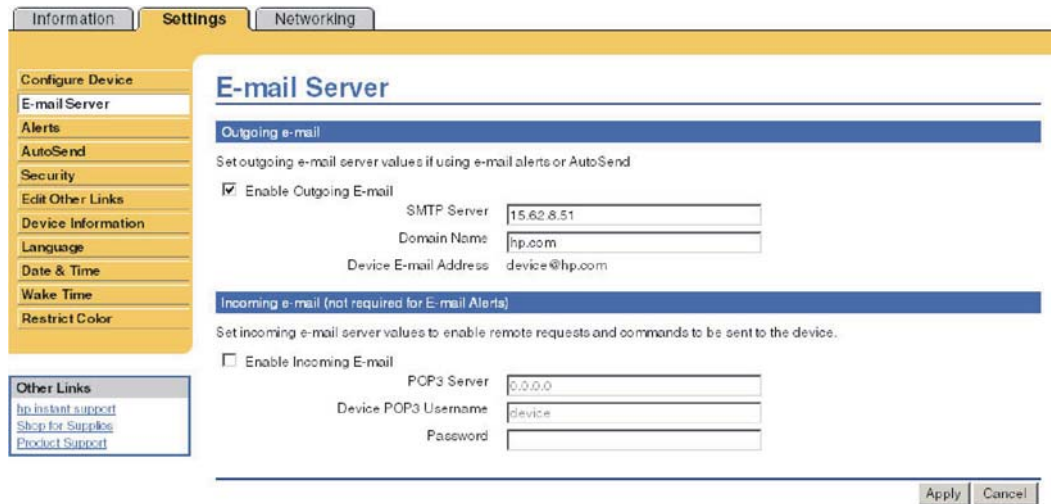 Information Settings Networking
Configure Device
E-mail Server
Alerts
AutoSend
Security
Edit Other Links
Device Information
Language
Date & Time
Wake Time
Restrict Color
Other Links
hp instant support
Shop for Supplies
Product Support
E-mail Server
Outgoing e-mail
Set outgoing e-mail server values if using e-mail alerts or AutoSend
Enable Outgoing E-mail
SMTP Server 15.62.8.51
Domain Name hp.com
Device E-mail Address device@hp.com
Incoming e-mail (not required for E-mail Alerts)
Set incoming e-mail server values to enable remote requests and commands to be sent to the device.
Enable Incoming E-mail
POP3 Server 0.0.0.0
Device POP3 Username device
Password
Apply Cancel